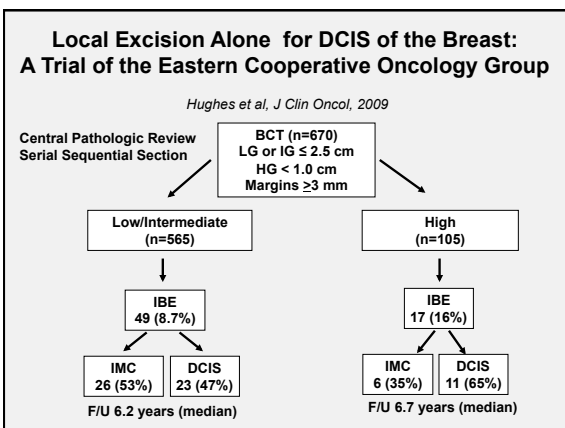 Local Excision Alone for DCIS of the Breast:
A Trial of the Eastern Cooperative Oncology Group
Hughes et al, J Clin Oncol, 2009
Central Pathologic Review
Serial Sequential Section
BCT (n=670)
LG or IG ≤ 2.5 cm
HG < 1.0 cm
Margins ≥3 mm
Low/Intermediate
(n=565)
High
(n=105)
IBE
49 (8.7%)
IBE
17 (16%)
IMC
26 (53%)
DCIS
23 (47%)
IMC
6 (35%)
DCIS
11 (65%)
F/U 6.2 years (median)
F/U 6.7 years (median)